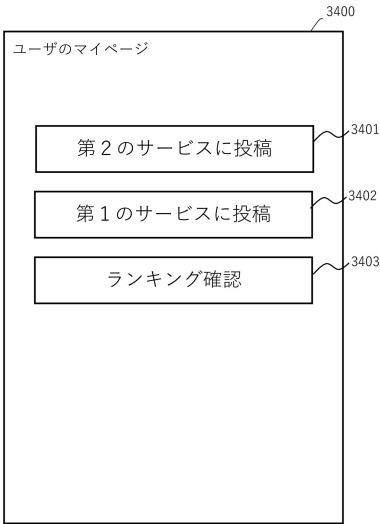 3400
ユーザのマイページ
第2のサービスに投稿
3401
第1のサービスに投稿
3402
ランキング確認
3403